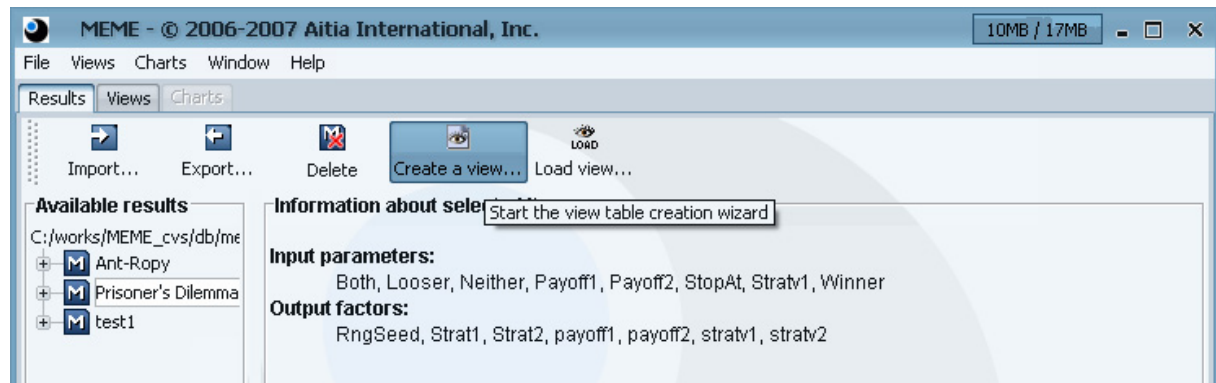 MEME - © 2006-2007 Aitia International, Inc.
10MB / 17MB
File Views Charts Window Help
Results Views Charts
Import... Export... Delete Create a view... LOAD Load view...
Start the view table creation wizard
Available results
C:/works/MEME_cvs/db/me
M Ant-Ropy
M Prisoner's Dilemma
M test1
Information about sele
Input parameters:
Both, Looser, Neither, Payoff1, Payoff2, StopAt, Stratv1, Winner
Output factors:
RngSeed, Strat1, Strat2, payoff1, payoff2, stratv1, stratv2